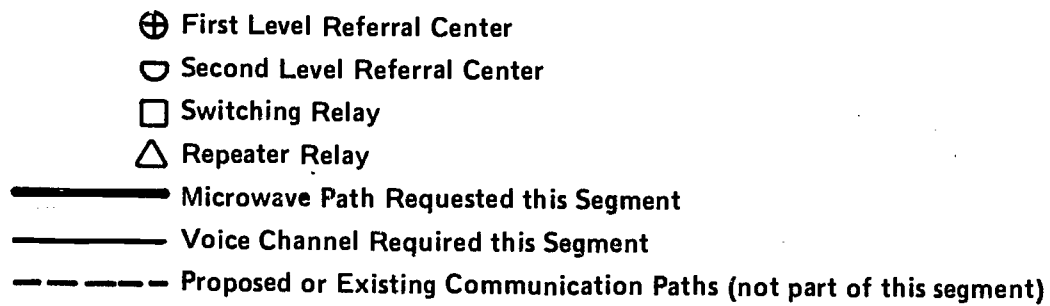 First Level Referral Center
Second Level Referral Center
Switching Relay
Repeater Relay
Microwave Path Requested this Segment
Voice Channel Required this Segment
Proposed or Existing Communication Paths (not part of this segment)